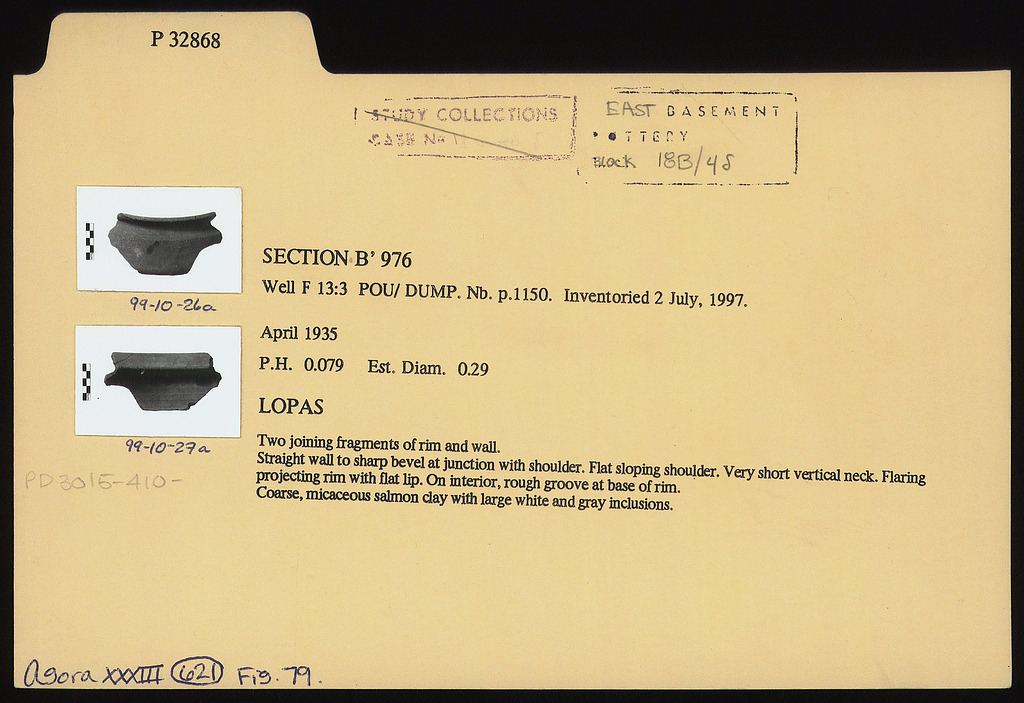 P 32868
STUDY COLLECTIONS
CASE No
EAST BASEMENT
POTTERY
BLOCK 18B/48
SECTION B' 976
Well F 13:3 POU/ DUMP. Nb. p.1150. Inventoried 2 July, 1997.
99-10-26a
April 1935
P.H. 0.079 Est. Diam. 0.29
LOPAS
99-10-27a
Two joining fragments of rim and wall.
Straight wall to sharp bevel at junction with shoulder. Flat sloping shoulder. Very short vertical neck. Flaring
projecting rim with flat lip. On interior, rough groove at base of rim.
Coarse, micaceous salmon clay with large white and gray inclusions.
PD3015-410-
Agora XXXIII 621 Fig. 79.